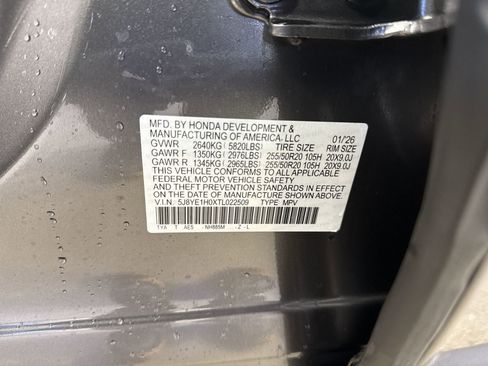 MFD. BY HONDA DEVELOPMENT &
MANUFACTURING OF AMERICA, LLC 01/26
GVWR 2640KG( 5820LBS) TIRE SIZE RIM SIZE
GAWR F 1350KG( 2976LBS) 255/50R20 105H 20X9.0J
GAWR R 1345KG( 2965LBS) 255/50R20 105H 20X9.0J
THIS VEHICLE CONFORMS TO ALL APPLICABLE
FEDERAL MOTOR VEHICLE SAFETY,
AND THEFT PREVENTION STANDARDS IN EFFECT
ON THE DATE OF MANUFACTURE SHOWN ABOVE.
V.I.N. 5J8YE1H0XTL022509 TYPE MPV
TYA T AES NH885M Z - L